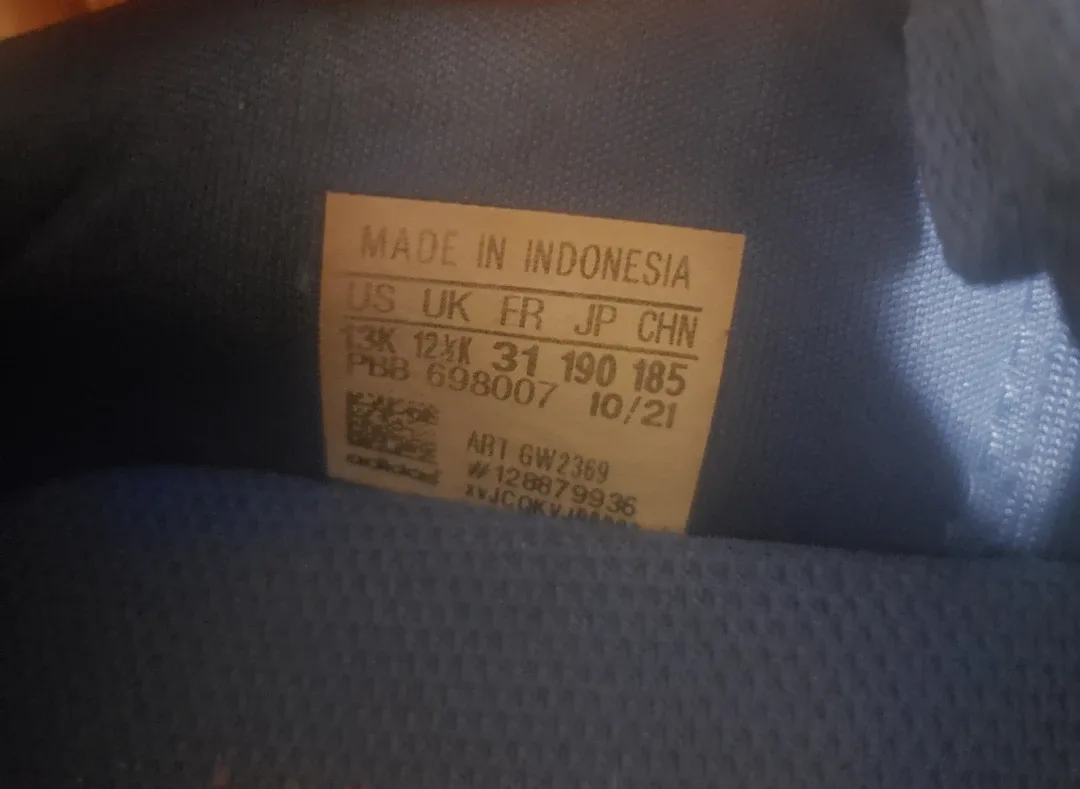 MADE IN INDONESIA
US UK FR JP CHN
13K 12½K 31 190 185
PBB 698007 10/21
adidas
ART GW2369
#128879936